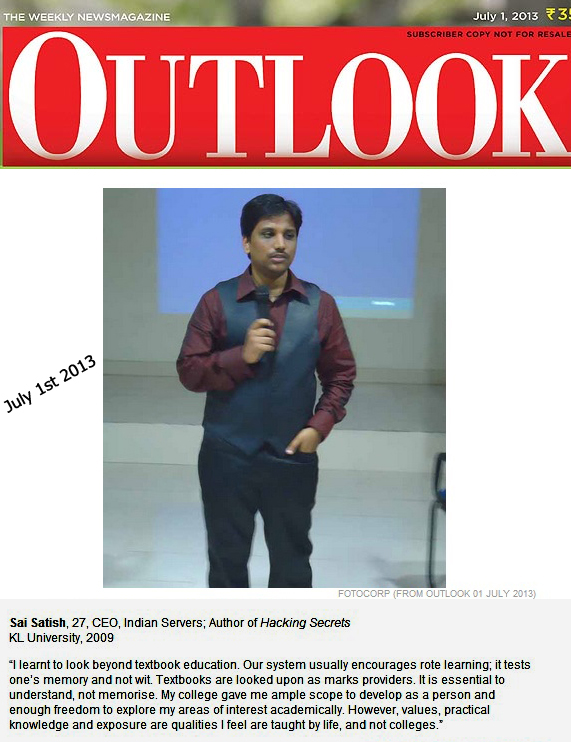 THE WEEKLY NEWSMAGAZINE
July 1, 2013 ₹35
SUBSCRIBER COPY NOT FOR RESALE
OUTLOOK
July 1st 2013
FOTOCORP (FROM OUTLOOK 01 JULY 2013)
Sai Satish, 27, CEO, Indian Servers; Author of Hacking Secrets
KL University, 2009
“I learnt to look beyond textbook education. Our system usually encourages rote learning; it tests
one’s memory and not wit. Textbooks are looked upon as marks providers. It is essential to
understand, not memorise. My college gave me ample scope to develop as a person and
enough freedom to explore my areas of interest academically. However, values, practical
knowledge and exposure are qualities I feel are taught by life, and not colleges.”